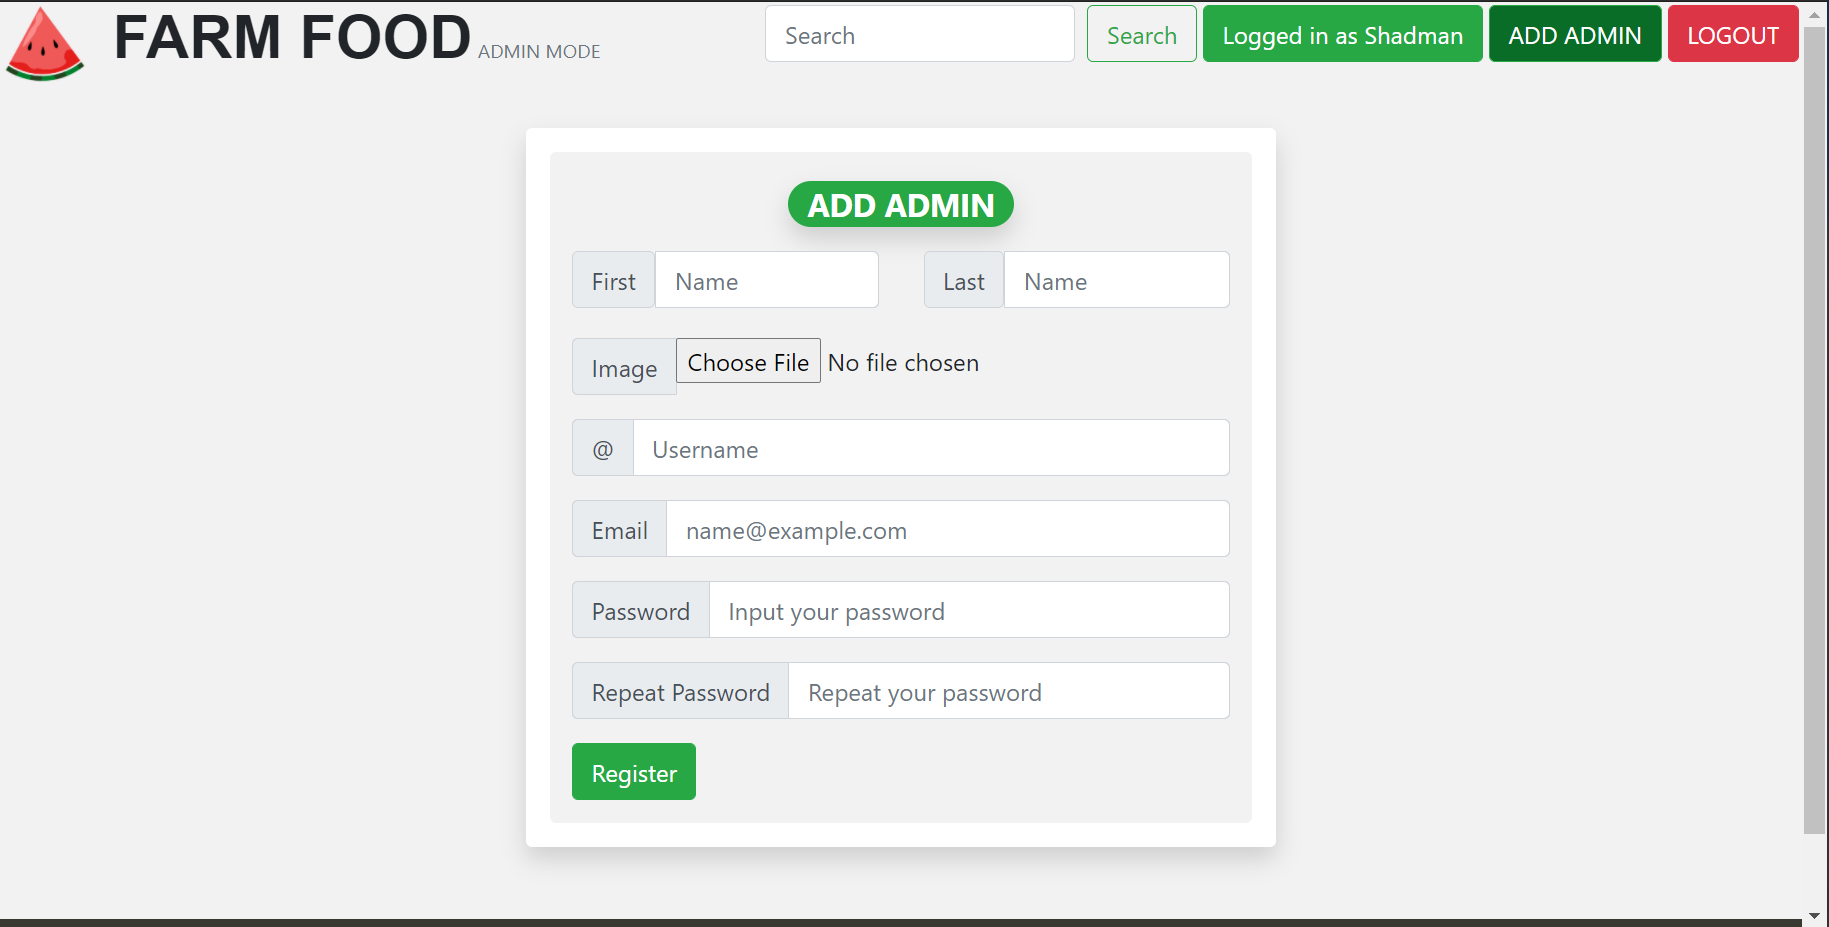 FARM FOOD ADMIN MODE Search Search Logged in as Shadman ADD ADMIN LOGOUT
ADD ADMIN
First Name Last Name
Image Choose File No file chosen
@ Username
Email name@example.com
Password Input your password
Repeat Password Repeat your password
Register